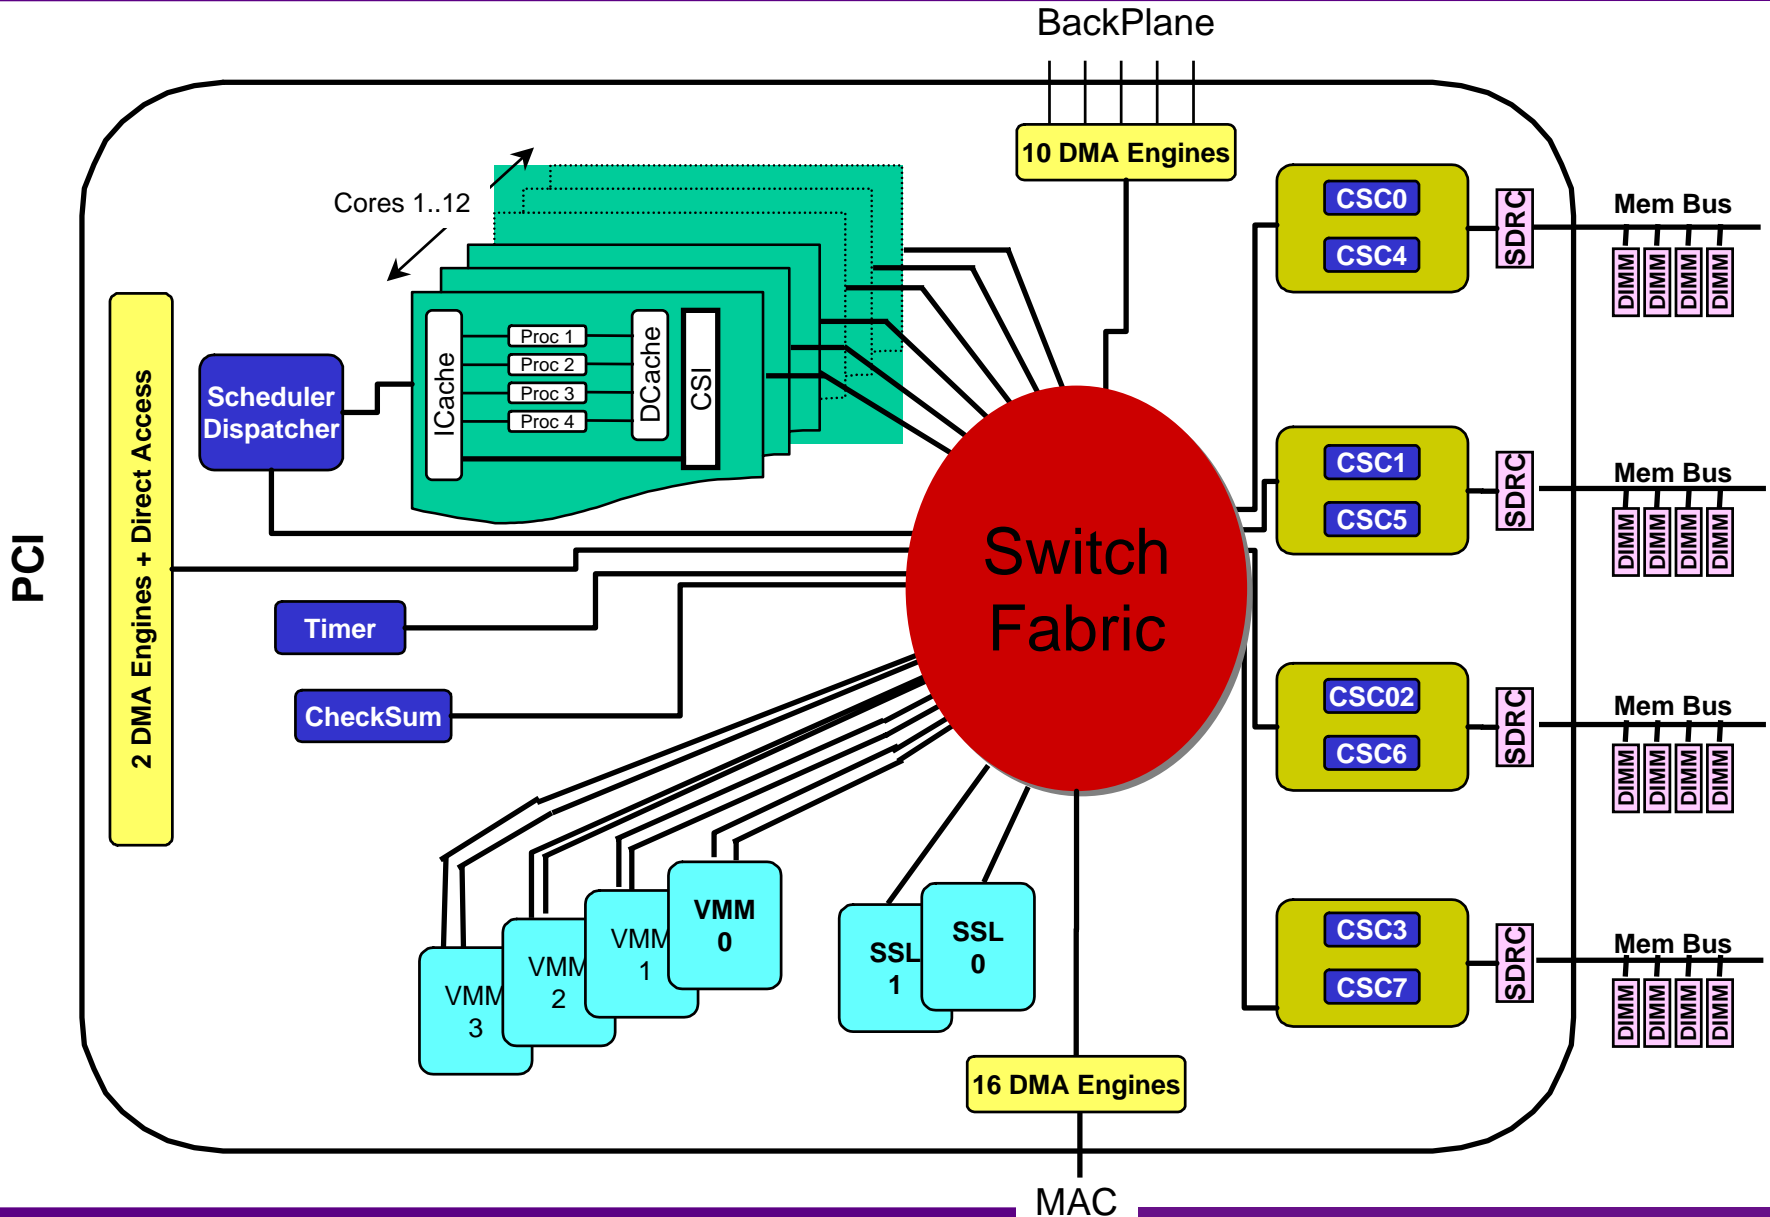 BackPlane
10 DMA Engines
Cores 1..12
ICache
Proc 1
Proc 2
Proc 3
Proc 4
DCache
CSI
Scheduler
Dispatcher
PCI
2 DMA Engines + Direct Access
Timer
CheckSum
Switch
Fabric
CSC0
CSC4
SDRC
Mem Bus
DIMM
DIMM
DIMM
DIMM
CSC1
CSC5
SDRC
Mem Bus
DIMM
DIMM
DIMM
DIMM
CSC02
CSC6
SDRC
Mem Bus
DIMM
DIMM
DIMM
DIMM
CSC3
CSC7
SDRC
Mem Bus
DIMM
DIMM
DIMM
DIMM
VMM
3
VMM
2
VMM
1
VMM
0
SSL
1
SSL
0
16 DMA Engines
MAC